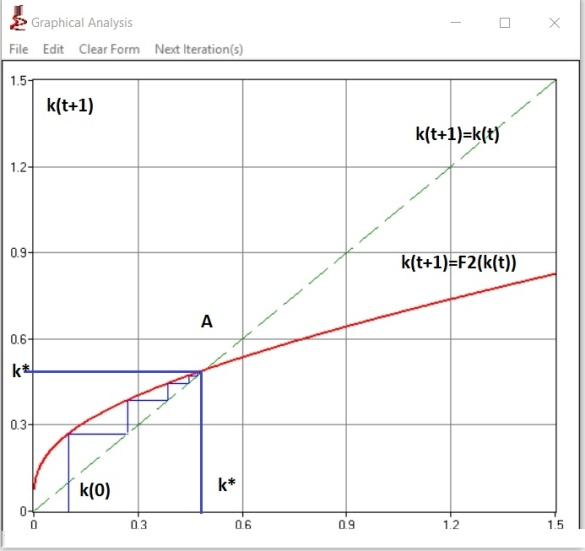 Graphical Analysis
File Edit Clear Form Next Iteration(s)
1.5
k(t+1)
k(t+1)=k(t)
1.2
0.9
k(t+1)=F2(k(t))
A
0.6
k*
0.3
k(0)
k*
0
0 0.3 0.6 0.9 1.2 1.5